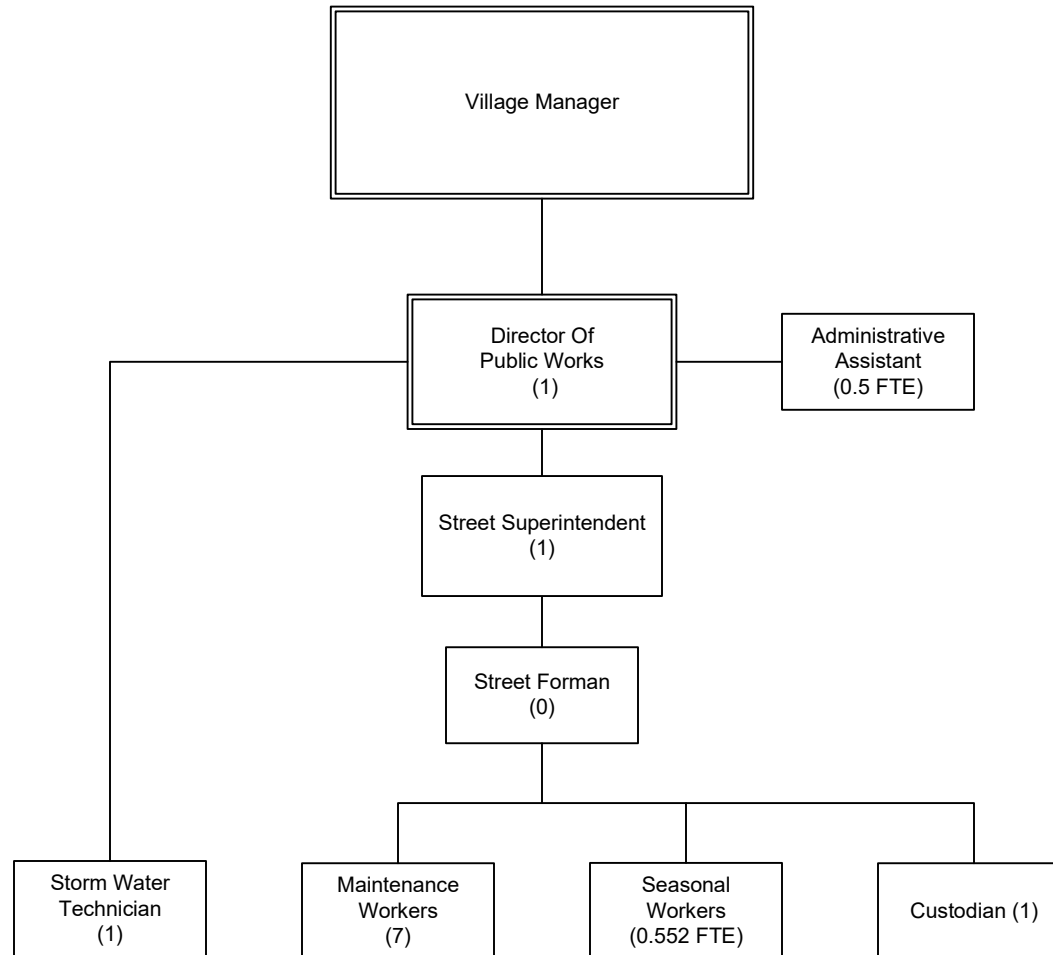 Village Manager
Director Of
Public Works
(1)
Administrative
Assistant
(0.5 FTE)
Street Superintendent
(1)
Street Forman
(0)
Storm Water
Technician
(1)
Maintenance
Workers
(7)
Seasonal
Workers
(0.552 FTE)
Custodian (1)